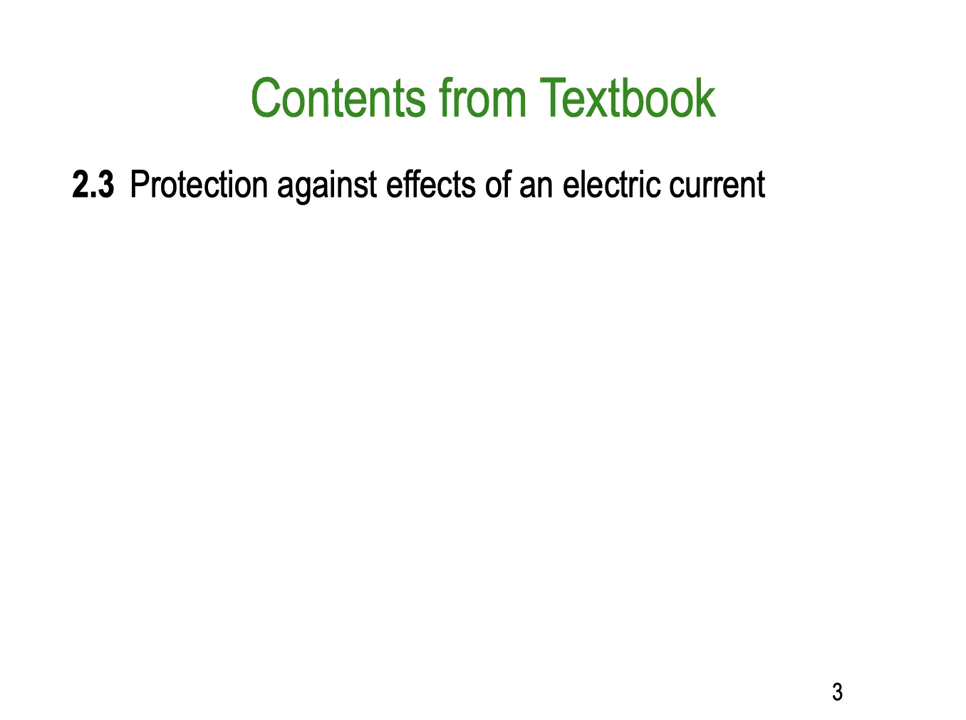 Contents from Textbook
2.3 Protection against effects of an electric current
3